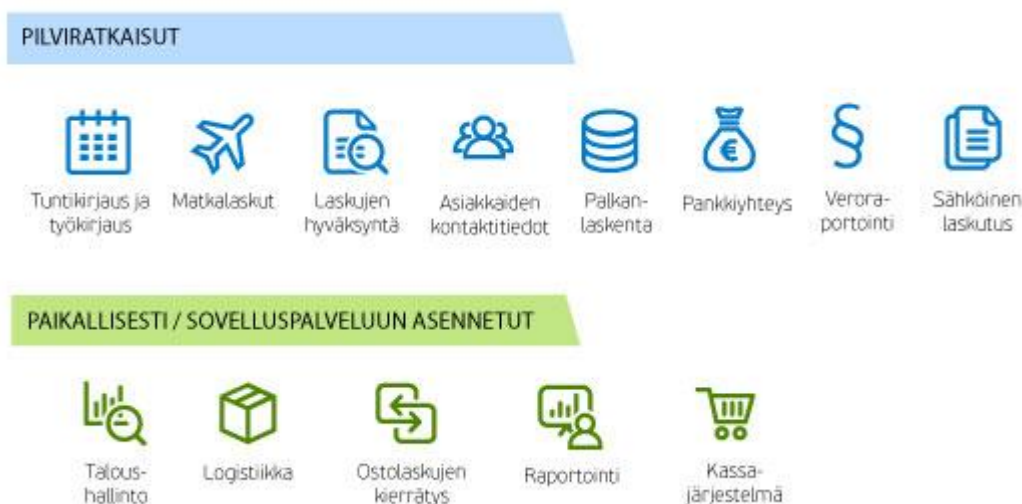 PILVIRATKAISUT
Tuntikirjaus ja
työkirjaus
Matkalaskut
Laskujen
hyväksyntä
Asiakkaiden
kontaktitiedot
Palkan-
laskenta
Pankkiyhteys
Verora-
portointi
Sähköinen
laskutus
PAIKALLISESTI / SOVELLUSPALVELUUN ASENNETUT
Talous-
hallinto
Logistiikka
Ostolaskujen
kierrätys
Raportointi
Kassa-
järjestelmä